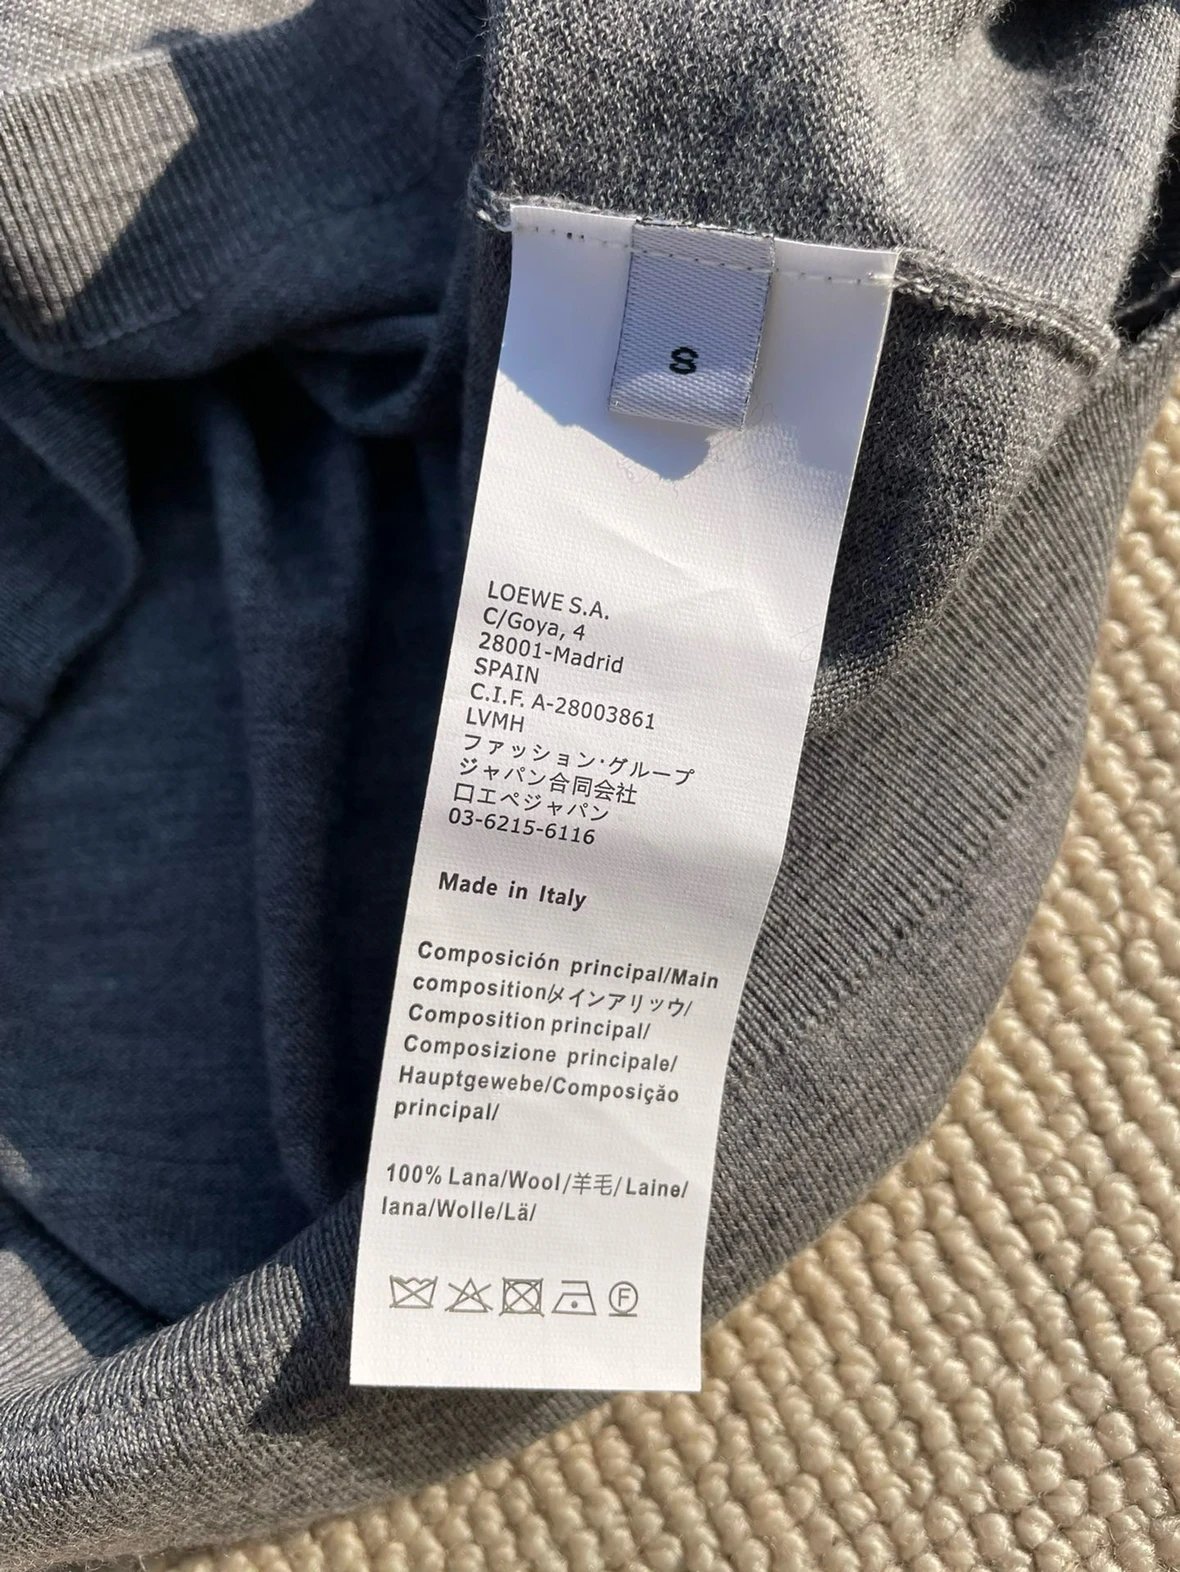 8
LOEWE S.A.
C/Goya, 4
28001-Madrid
SPAIN
C.I.F. A-28003861
LVMH
ファッション·グループ
ジャパン合同会社
口エペジャパン
03-6215-6116
Made in Italy
Composición principal/Main
composition/メインアリッウ/
Composition principal/
Composizione principale/
Hauptgewebe/Composição
principal/
100% Lana/Wool/羊毛/Laine/
lana/Wolle/Lä/
F